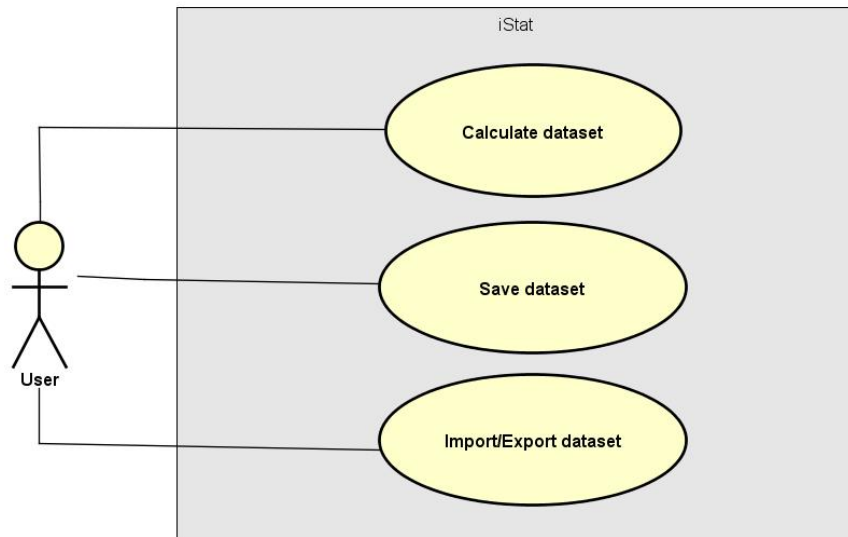 iStat
Calculate dataset
Save dataset
User
Import/Export dataset